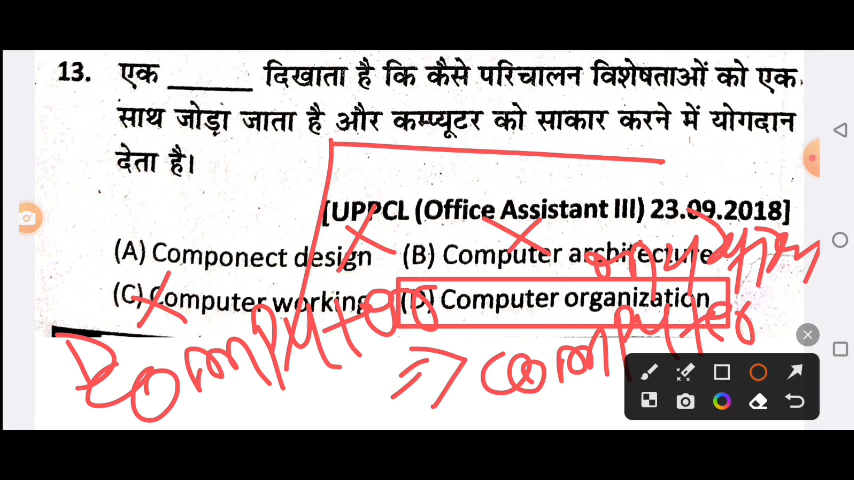 13. एक ______ दिखाता है कि कैसे परिचालन विशेषताओं को एक
साथ जोड़ा जाता है और कम्प्यूटर को साकार करने में योगदान
देता है।
[UPPCL (Office Assistant III) 23.09.2018]
(A) Componect design (B) Computer architecture
(C) Computer working (D) Computer organization
computer